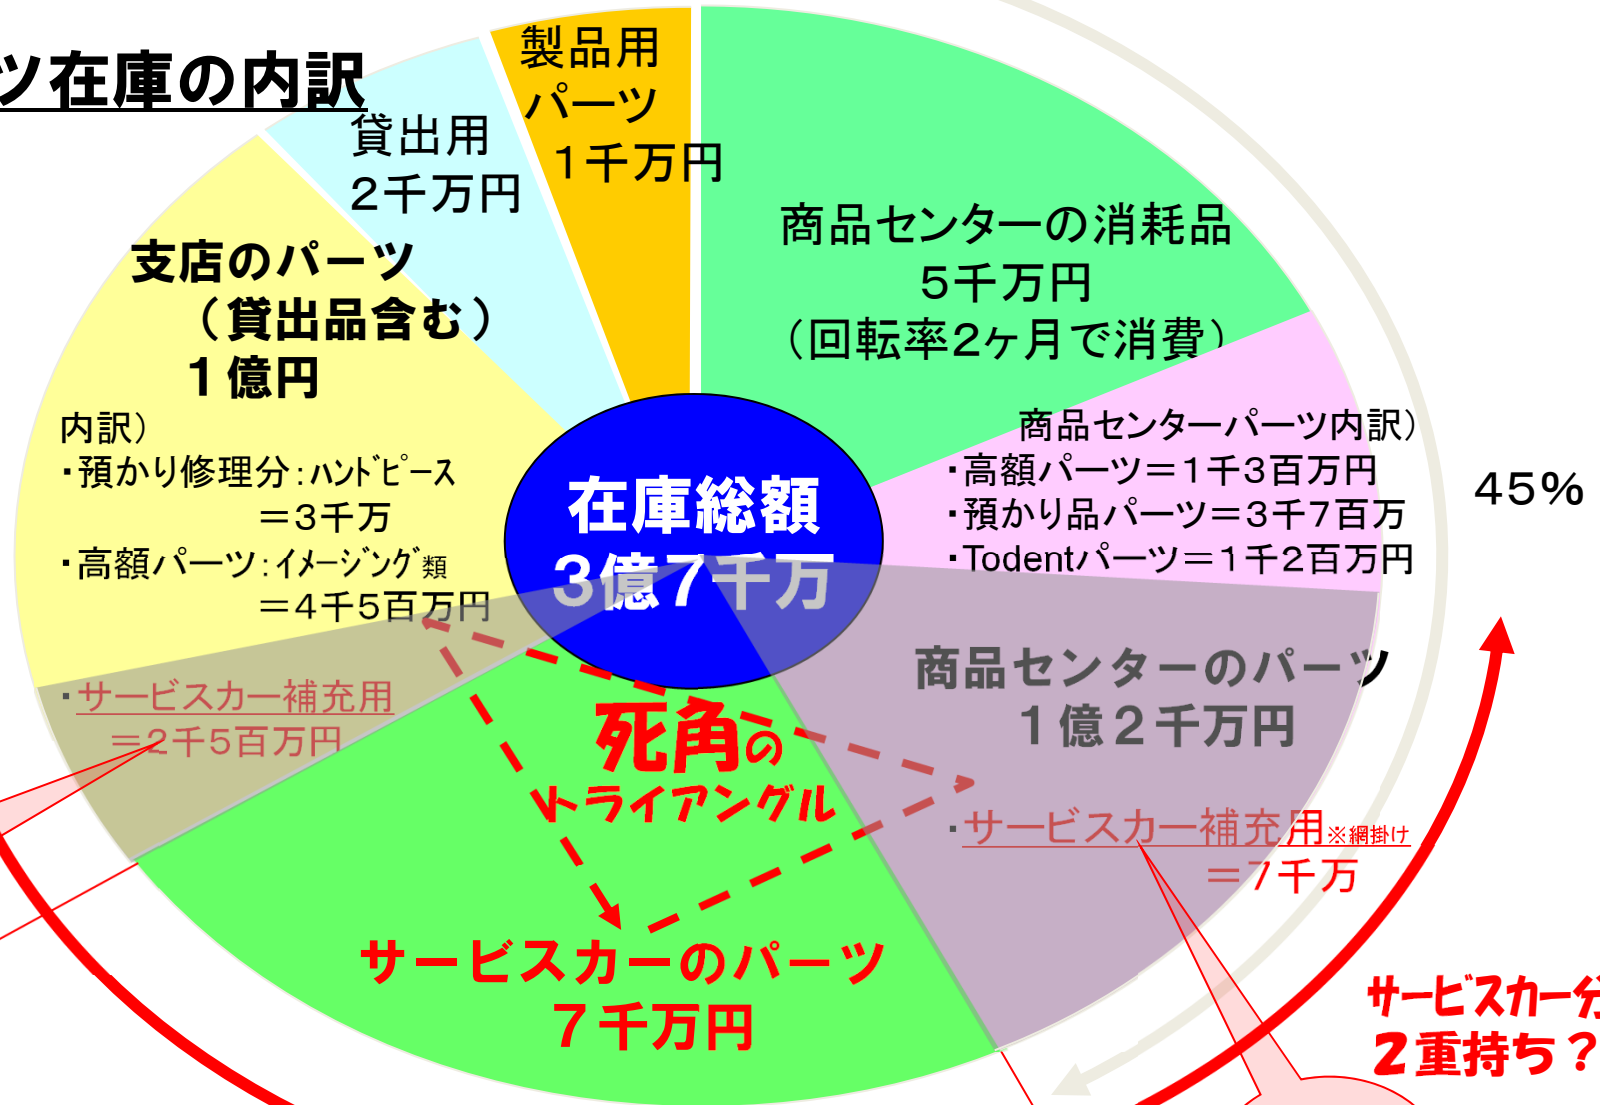 ツ在庫の内訳
製品用
パーツ
１千万円
貸出用
２千万円
商品センターの消耗品
５千万円
（回転率２ヶ月で消費）
支店のパーツ
（貸出品含む）
１億円
内訳）
・預かり修理分：ﾊﾝﾄﾞﾋﾟｰｽ
＝３千万
・高額パーツ：ｲﾒｰｼﾞﾝｸﾞ類
＝４千５百万円
・サービスカー補充用
＝２千５百万円
在庫総額
３億７千万
商品センターパーツ内訳）
・高額パーツ＝１千３百万円
・預かり品パーツ＝３千７百万
・Todentパーツ＝１千２百万円
45%
商品センターのパーツ
１億２千万円
・サービスカー補充用※網掛け
＝７千万
死角の
トライアングル
サービスカーのパーツ
７千万円
サービスカー分
２重持ち？